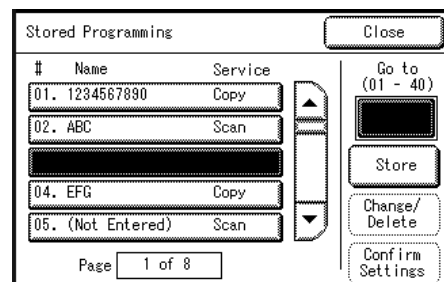 Stored Programming
Close
# Name Service
01. 1234567890 Copy
02. ABC Scan
04. EFG Copy
05. (Not Entered) Scan
Page 1 of 8
Go to
(01 - 40)
Store
Change/
Delete
Confirm
Settings